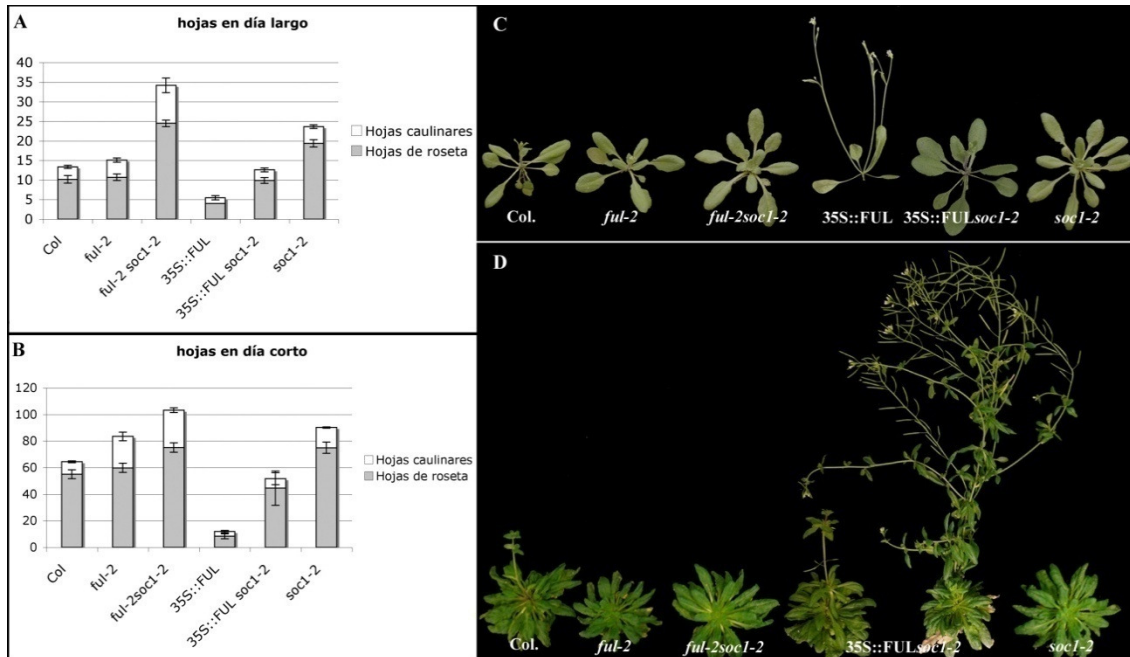 A
hojas en día largo
40
35
30
25
20
15
10
5
0
Hojas caulinares
Hojas de roseta
Col
ful-2
ful-2 soc1-2
35S::FUL
35S::FUL soc1-2
soc1-2
B
hojas en día corto
120
100
80
60
40
20
0
Hojas caulinares
Hojas de roseta
Col
ful-2
ful-2soc1-2
35S::FUL
35S::FUL soc1-2
soc1-2
C
Col. ful-2 ful-2soc1-2 35S::FUL 35S::FULsoc1-2 soc1-2
D
Col. ful-2 ful-2soc1-2 35S::FULsoc1-2 soc1-2